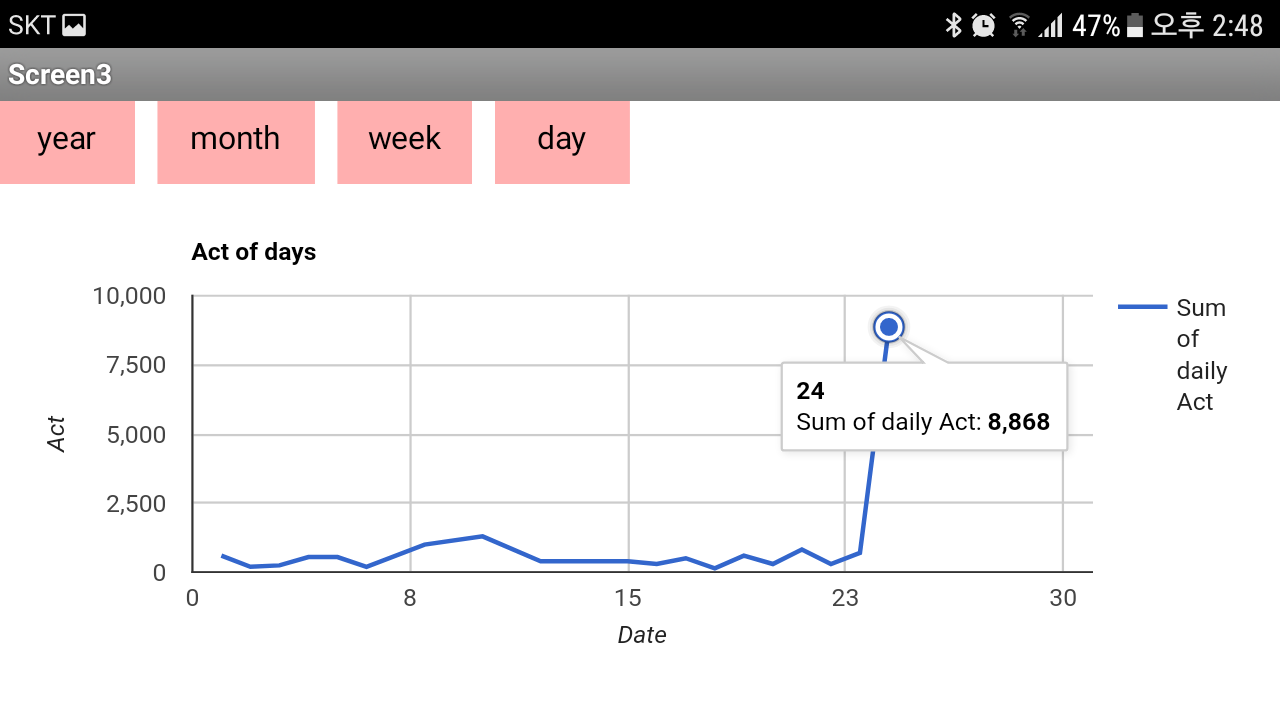 SKT 47% 오후 2:48
Screen3
year month week day
Act of days
10,000
7,500
5,000
2,500
0
Act
0 8 15 23 30
Date
24
Sum of daily Act: 8,868
Sum
of
daily
Act